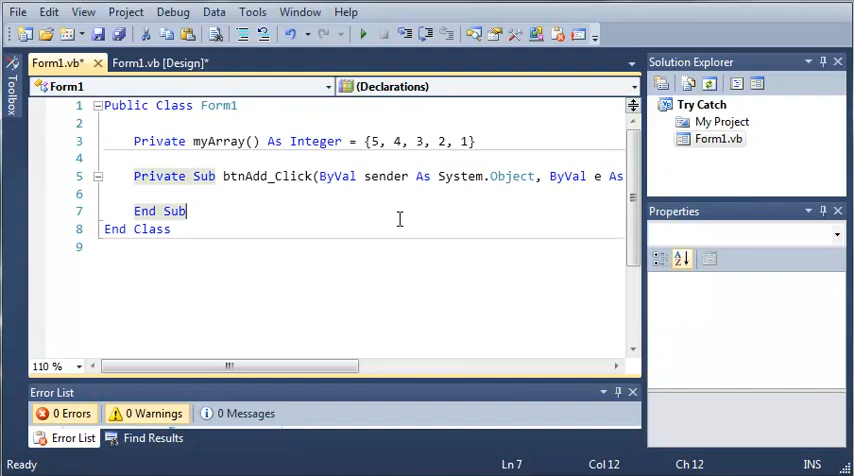 File Edit View Project Debug Data Tools Window Help
Form1.vb* × Form1.vb [Design]*
Toolbox
Form1
(Declarations)
1 Public Class Form1
2
3 Private myArray() As Integer = {5, 4, 3, 2, 1}
4
5 Private Sub btnAdd_Click(ByVal sender As System.Object, ByVal e As
6
7 End Sub
8 End Class
9
110 %
Solution Explorer
Try Catch
My Project
Form1.vb
Properties
Error List
0 Errors 0 Warnings 0 Messages
Error List Find Results
Ready Ln 7 Col 12 Ch 12 INS